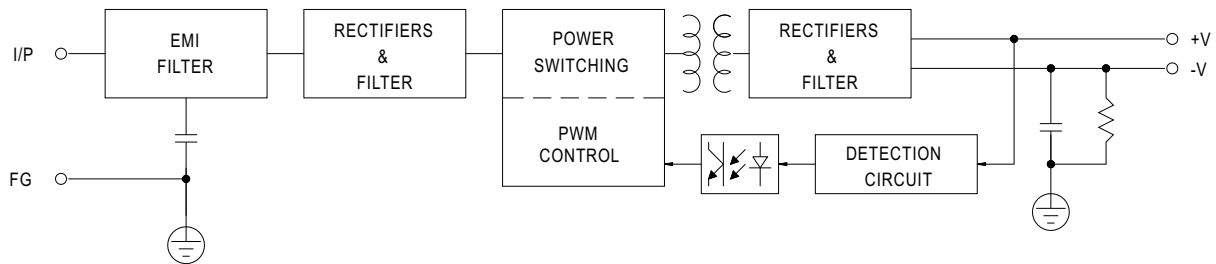 I/P
EMI
FILTER
RECTIFIERS
&
FILTER
POWER
SWITCHING
PWM
CONTROL
RECTIFIERS
&
FILTER
+V
-V
DETECTION
CIRCUIT
FG